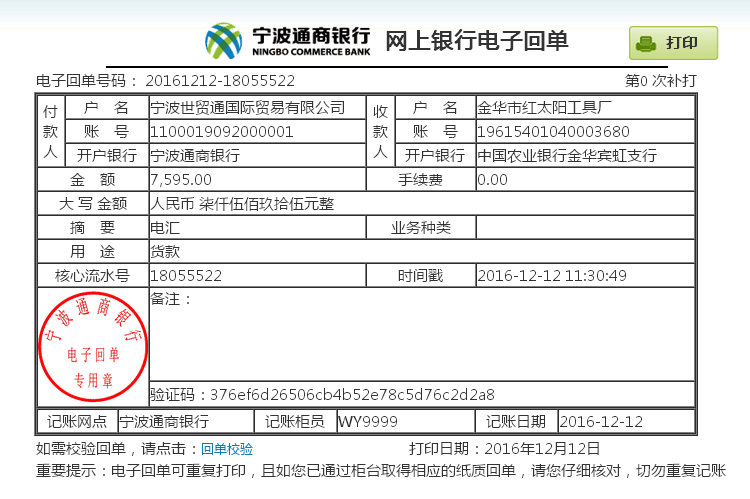 宁波通商银行 网上银行电子回单 打印
NINGBO COMMERCE BANK
电子回单号码： 20161212-18055522 第0 次补打
付款人 户 名 宁波世贸通国际贸易有限公司 收款人 户 名 金华市红太阳工具厂
账 号 1100019092000001 账 号 19615401040003680
开户银行 宁波通商银行 开户银行 中国农业银行金华宾虹支行
金 额 7,595.00 手续费 0.00
大 写 金额 人民币 柒仟伍佰玖拾伍元整
摘 要 电汇 业务种类
用 途 货款
核心流水号 18055522 时间戳 2016-12-12 11:30:49
备注：
宁波通商银行
电子回单
专用章
验证码：376ef6d26506cb4b52e78c5d76c2d2a8
记账网点 宁波通商银行 记账柜员 WY9999 记账日期 2016-12-12
如需校验回单，请点击：回单校验 打印日期：2016年12月12日
重要提示：电子回单可重复打印，且如您已通过柜台取得相应的纸质回单，请您仔细核对，切勿重复记账